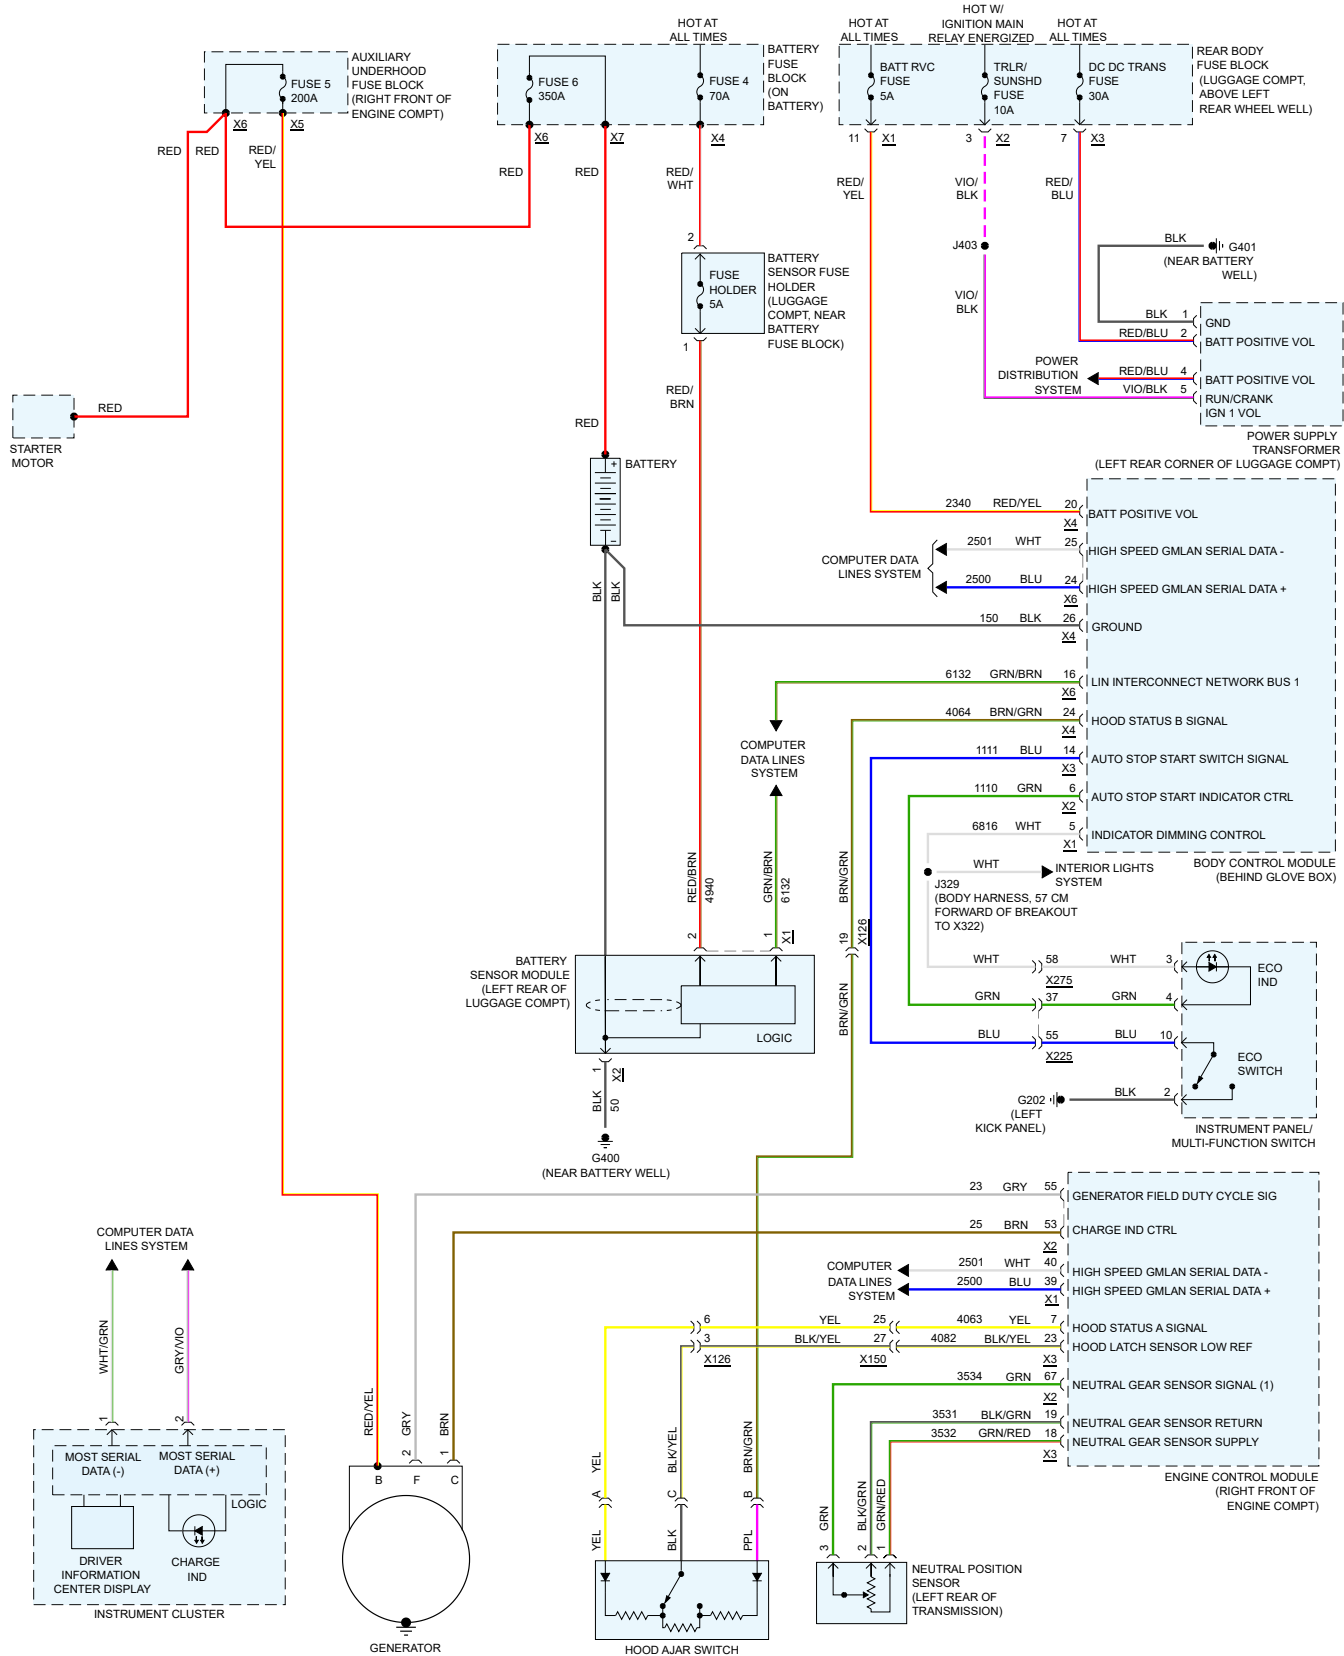 HOT AT
ALL TIMES
HOT AT
ALL TIMES
HOT W/
IGNITION MAIN
RELAY ENERGIZED
HOT AT
ALL TIMES
FUSE 5
200A
AUXILIARY
UNDERHOOD
FUSE BLOCK
(RIGHT FRONT OF
ENGINE COMPT)
X6
X5
FUSE 6
350A
FUSE 4
70A
BATTERY
FUSE
BLOCK
(ON
BATTERY)
X6
X7
X4
BATT RVC
FUSE
5A
TRLR/
SUNSHD
FUSE
10A
DC DC TRANS
FUSE
30A
REAR BODY
FUSE BLOCK
(LUGGAGE COMPT,
ABOVE LEFT
REAR WHEEL WELL)
11 X1
3 X2
7 X3
RED
RED
RED/
YEL
RED
RED
RED/
WHT
RED/
YEL
VIO/
BLK
RED/
BLU
2
FUSE
HOLDER
5A
BATTERY
SENSOR FUSE
HOLDER
(LUGGAGE
COMPT, NEAR
BATTERY
FUSE BLOCK)
1
J403
VIO/
BLK
BLK
G401
(NEAR BATTERY
WELL)
BLK 1 GND
RED/BLU 2 BATT POSITIVE VOL
POWER
DISTRIBUTION
SYSTEM
RED/BLU 4 BATT POSITIVE VOL
VIO/BLK 5 RUN/CRANK
IGN 1 VOL
POWER SUPPLY
TRANSFORMER
(LEFT REAR CORNER OF LUGGAGE COMPT)
RED/
BRN
RED
STARTER
MOTOR
RED
+
BATTERY
-
BLK
BLK
2340 RED/YEL 20 BATT POSITIVE VOL
X4
COMPUTER DATA
LINES SYSTEM
2501 WHT 25 HIGH SPEED GMLAN SERIAL DATA -
2500 BLU 24 HIGH SPEED GMLAN SERIAL DATA +
X6
150 BLK 26 GROUND
X4
6132 GRN/BRN 16 LIN INTERCONNECT NETWORK BUS 1
X6
4064 BRN/GRN 24 HOOD STATUS B SIGNAL
X4
1111 BLU 14 AUTO STOP START SWITCH SIGNAL
X3
1110 GRN 6 AUTO STOP START INDICATOR CTRL
X2
6816 WHT 5 INDICATOR DIMMING CONTROL
X1
BODY CONTROL MODULE
(BEHIND GLOVE BOX)
COMPUTER
DATA LINES
SYSTEM
WHT
INTERIOR LIGHTS
SYSTEM
J329
(BODY HARNESS, 57 CM
FORWARD OF BREAKOUT
TO X322)
RED/BRN
4940
GRN/BRN
6132
BRN/GRN
2
1
X1
19
X126
BRN/GRN
BATTERY
SENSOR MODULE
(LEFT REAR OF
LUGGAGE COMPT)
LOGIC
1
X2
BLK
50
G400
(NEAR BATTERY WELL)
WHT 58 WHT 3
X275
GRN 37 GRN 4
BLU 55 BLU 10
X225
G202
(LEFT
KICK PANEL)
BLK 2
ECO
IND
ECO
SWITCH
INSTRUMENT PANEL/
MULTI-FUNCTION SWITCH
23 GRY 55 GENERATOR FIELD DUTY CYCLE SIG
25 BRN 53 CHARGE IND CTRL
X2
COMPUTER
DATA LINES
SYSTEM
2501 WHT 40 HIGH SPEED GMLAN SERIAL DATA -
2500 BLU 39 HIGH SPEED GMLAN SERIAL DATA +
X1
6 YEL 25 4063 YEL 7 HOOD STATUS A SIGNAL
3 BLK/YEL 27 4082 BLK/YEL 23 HOOD LATCH SENSOR LOW REF
X126
X150
X3
3534 GRN 67 NEUTRAL GEAR SENSOR SIGNAL (1)
X2
3531 BLK/GRN 19 NEUTRAL GEAR SENSOR RETURN
3532 GRN/RED 18 NEUTRAL GEAR SENSOR SUPPLY
X3
ENGINE CONTROL MODULE
(RIGHT FRONT OF
ENGINE COMPT)
COMPUTER DATA
LINES SYSTEM
WHT/GRN
GRY/VIO
1
2
MOST SERIAL
DATA (-)
MOST SERIAL
DATA (+)
LOGIC
DRIVER
INFORMATION
CENTER DISPLAY
CHARGE
IND
INSTRUMENT CLUSTER
RED/YEL
GRY
BRN
2
1
B
F
C
GENERATOR
YEL
BLK/YEL
BRN/GRN
A
C
B
YEL
BLK
PPL
HOOD AJAR SWITCH
GRN
BLK/GRN
GRN/RED
3
2
1
NEUTRAL POSITION
SENSOR
(LEFT REAR OF
TRANSMISSION)